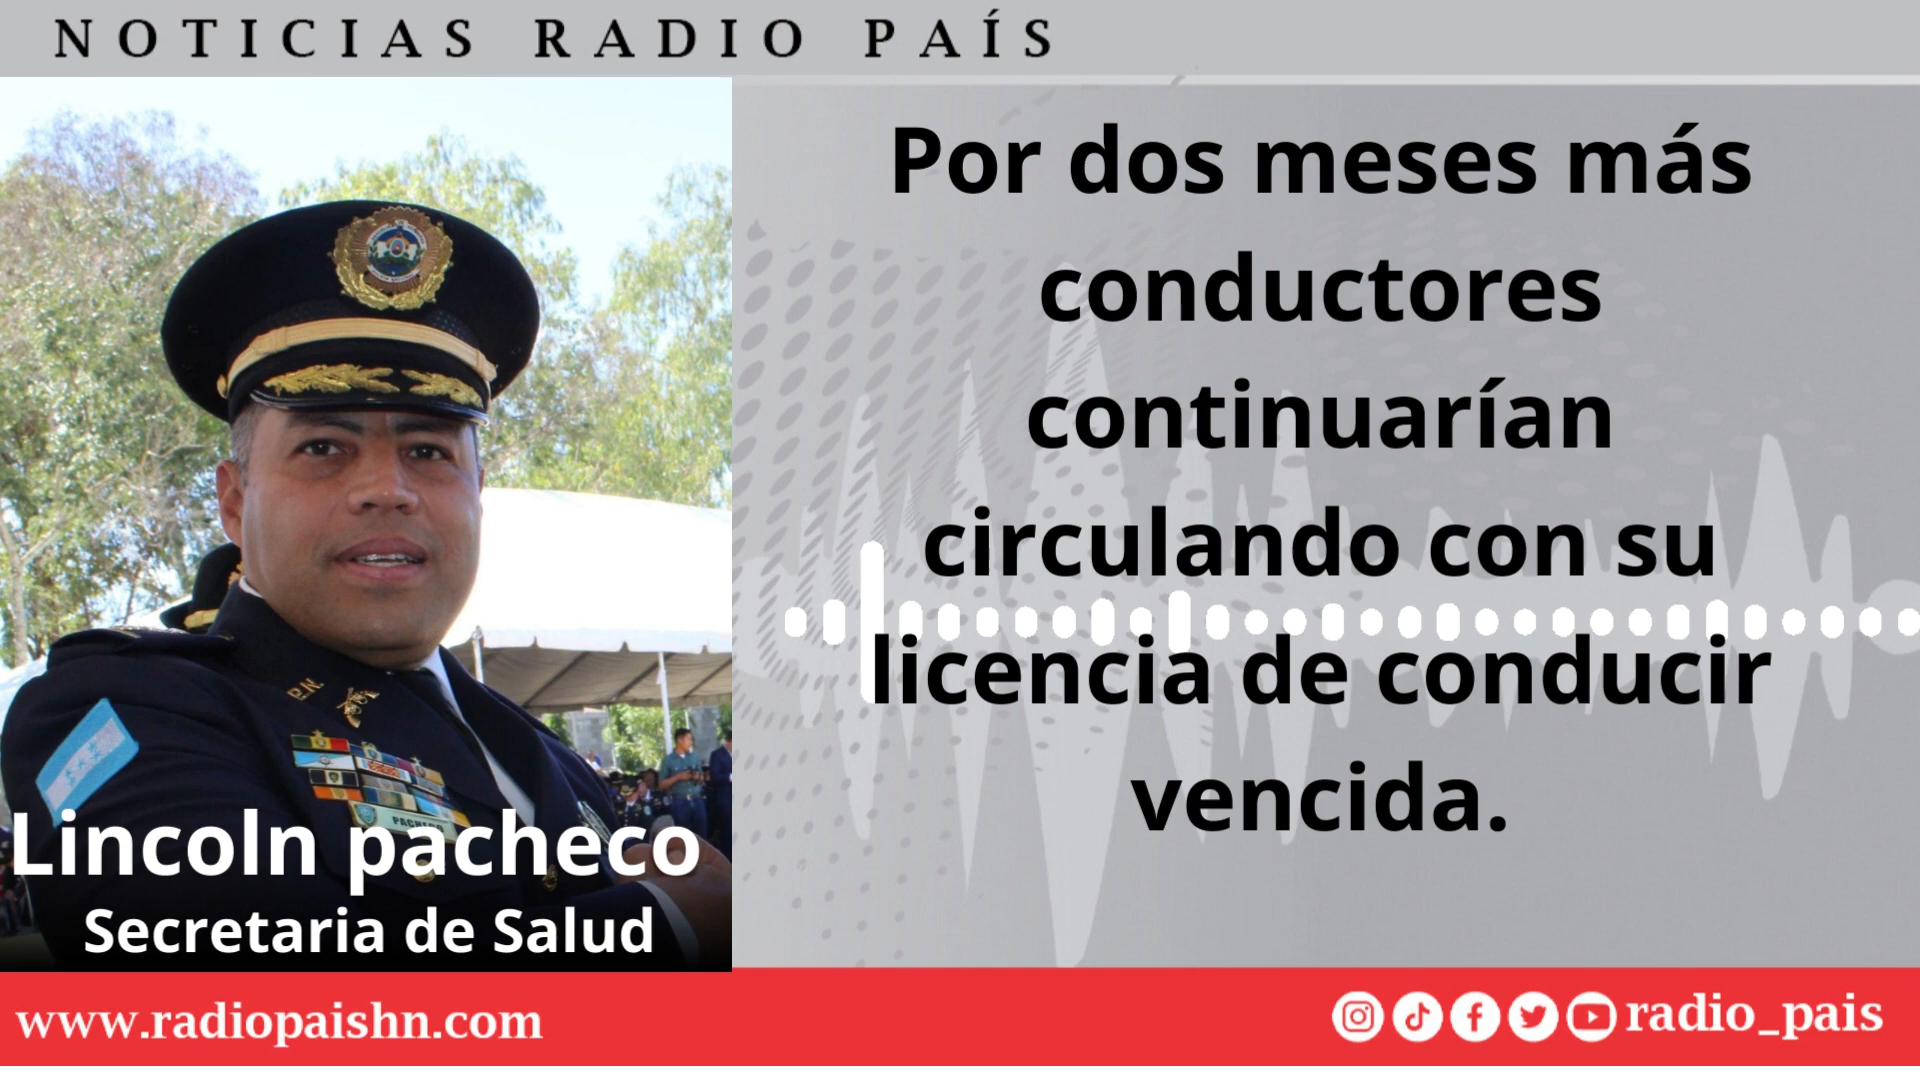 NOTICIAS RADIO PAÍS
Por dos meses más
conductores
continuarían
circulando con su
licencia de conducir
vencida.
P.N.
PACHECO
Lincoln pacheco
Secretaria de Salud
www.radiopaishn.com
radio_pais